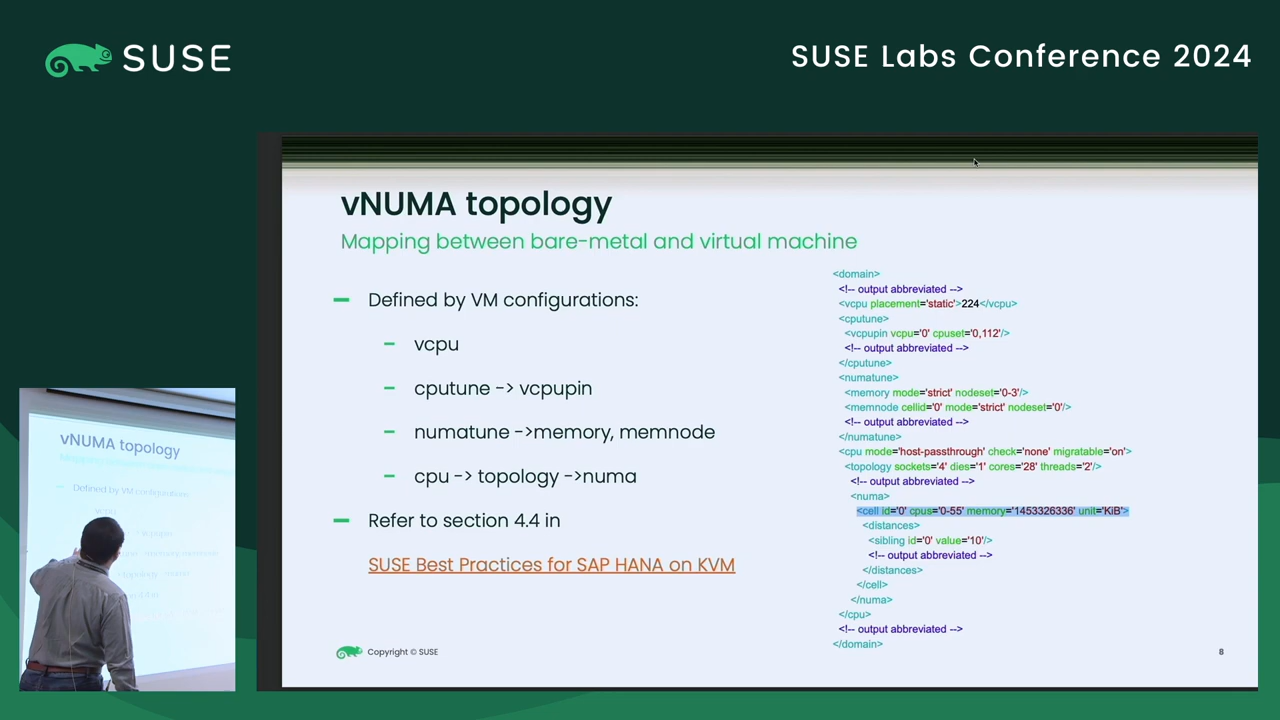 SUSE
SUSE Labs Conference 2024
vNUMA topology
Mapping between bare-metal and virtual machine
— Defined by VM configurations:
– vcpu
– cputune -> vcpupin
– numatune ->memory, memnode
– cpu -> topology ->numa
— Refer to section 4.4 in
SUSE Best Practices for SAP HANA on KVM
<domain>
<!-- output abbreviated -->
<vcpu placement='static'>224</vcpu>
<cputune>
<vcpupin vcpu='0' cpuset='0,112'/>
<!-- output abbreviated -->
</cputune>
<numatune>
<memory mode='strict' nodeset='0-3'/>
<memnode cellid='0' mode='strict' nodeset='0'/>
<!-- output abbreviated -->
</numatune>
<cpu mode='host-passthrough' check='none' migratable='on'>
<topology sockets='4' dies='1' cores='28' threads='2'/>
<!-- output abbreviated -->
<numa>
<cell id='0' cpus='0-55' memory='1453326336' unit='KiB'>
<distances>
<sibling id='0' value='10'/>
<!-- output abbreviated -->
</distances>
</cell>
</numa>
</cpu>
<!-- output abbreviated -->
</domain>
Copyright © SUSE
8
vNUMA topology
Defined by VM configurations:
vcpu